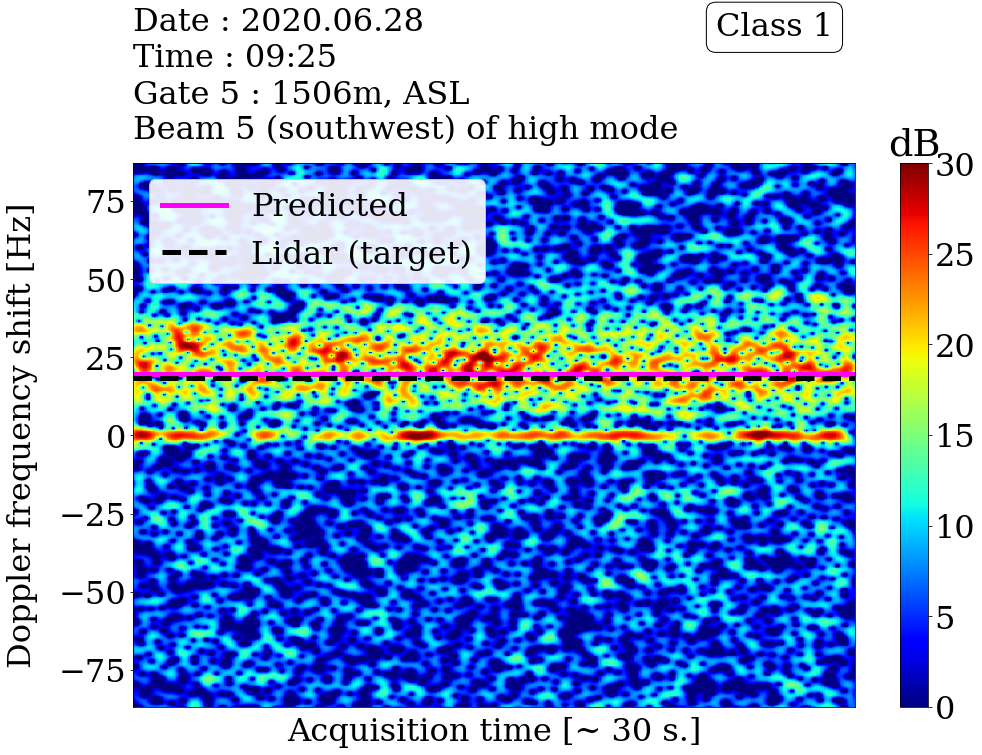 Date : 2020.06.28
Time : 09:25
Gate 5 : 1506m, ASL
Beam 5 (southwest) of high mode
Class 1
dB
Predicted
Lidar (target)
Doppler frequency shift [Hz]
75
50
25
0
−25
−50
−75
30
25
20
15
10
5
0
Acquisition time [~ 30 s.]